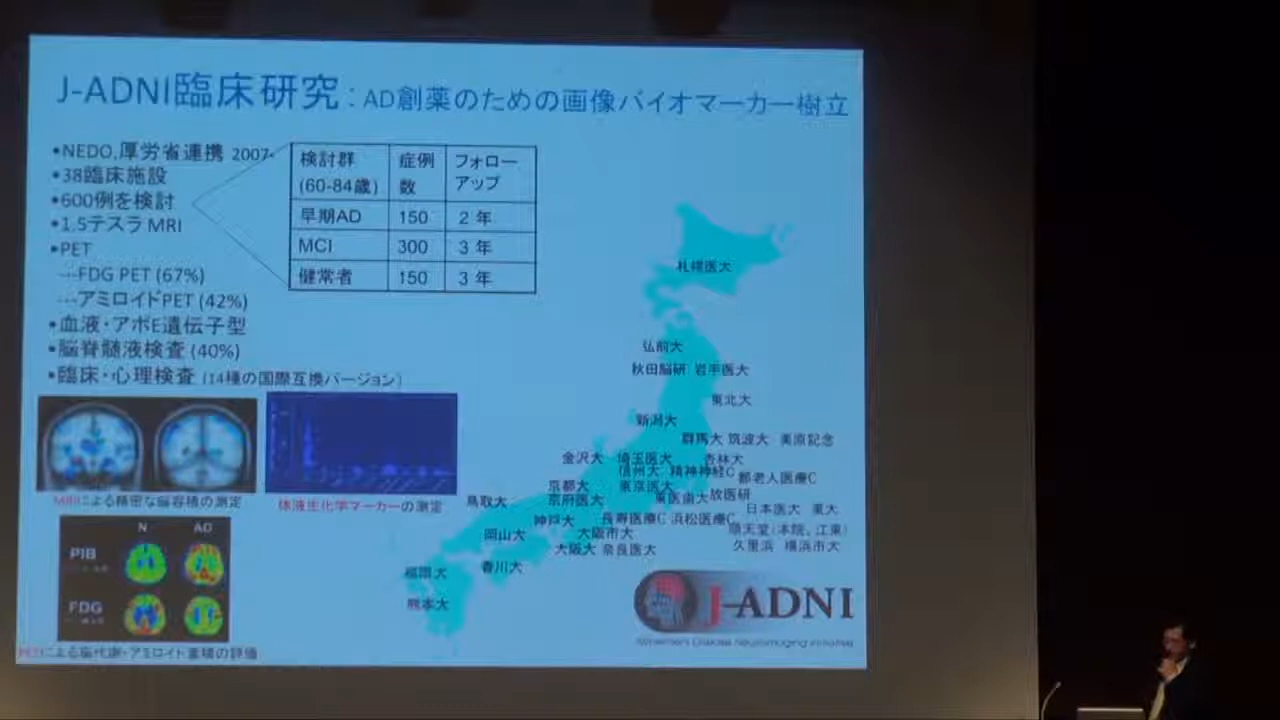 J-ADNI臨床研究：AD創薬のための画像バイオマーカー樹立
•NEDO,厚労省連携 2007-
•38臨床施設
•600例を検討
•1.5テスラ MRI
•PET
---FDG PET (67%)
---アミロイドPET (42%)
•血液・アポE遺伝子型
•脳脊髄液検査 (40%)
•臨床・心理検査 (14種の国際互換バージョン)
検討群 (60-84歳) 症例数 フォローアップ
早期AD 150 2 年
MCI 300 3 年
健常者 150 3 年
MRIによる精密な脳容積の測定
体液生化学マーカーの測定
N AD
PIB
FDG
PETによる脳代謝・アミロイド蓄積の評価
札幌医大
弘前大
秋田脳研 岩手医大
東北大
新潟大
群馬大 筑波大 美原記念
金沢大 埼玉医大 杏林大
信州大 精神神経C 都老人医療C
京都大 東京医大
鳥取大 京府医大 東医歯大 放医研
日本医大 東大
神戸大 長寿医療C 浜松医療C
順天堂(本院、江東)
岡山大 大阪市大
大阪大 奈良医大 久里浜 横浜市大
福岡大 香川大
熊本大
J-ADNI
Alzheimer's Disease Neuroimaging Initiative